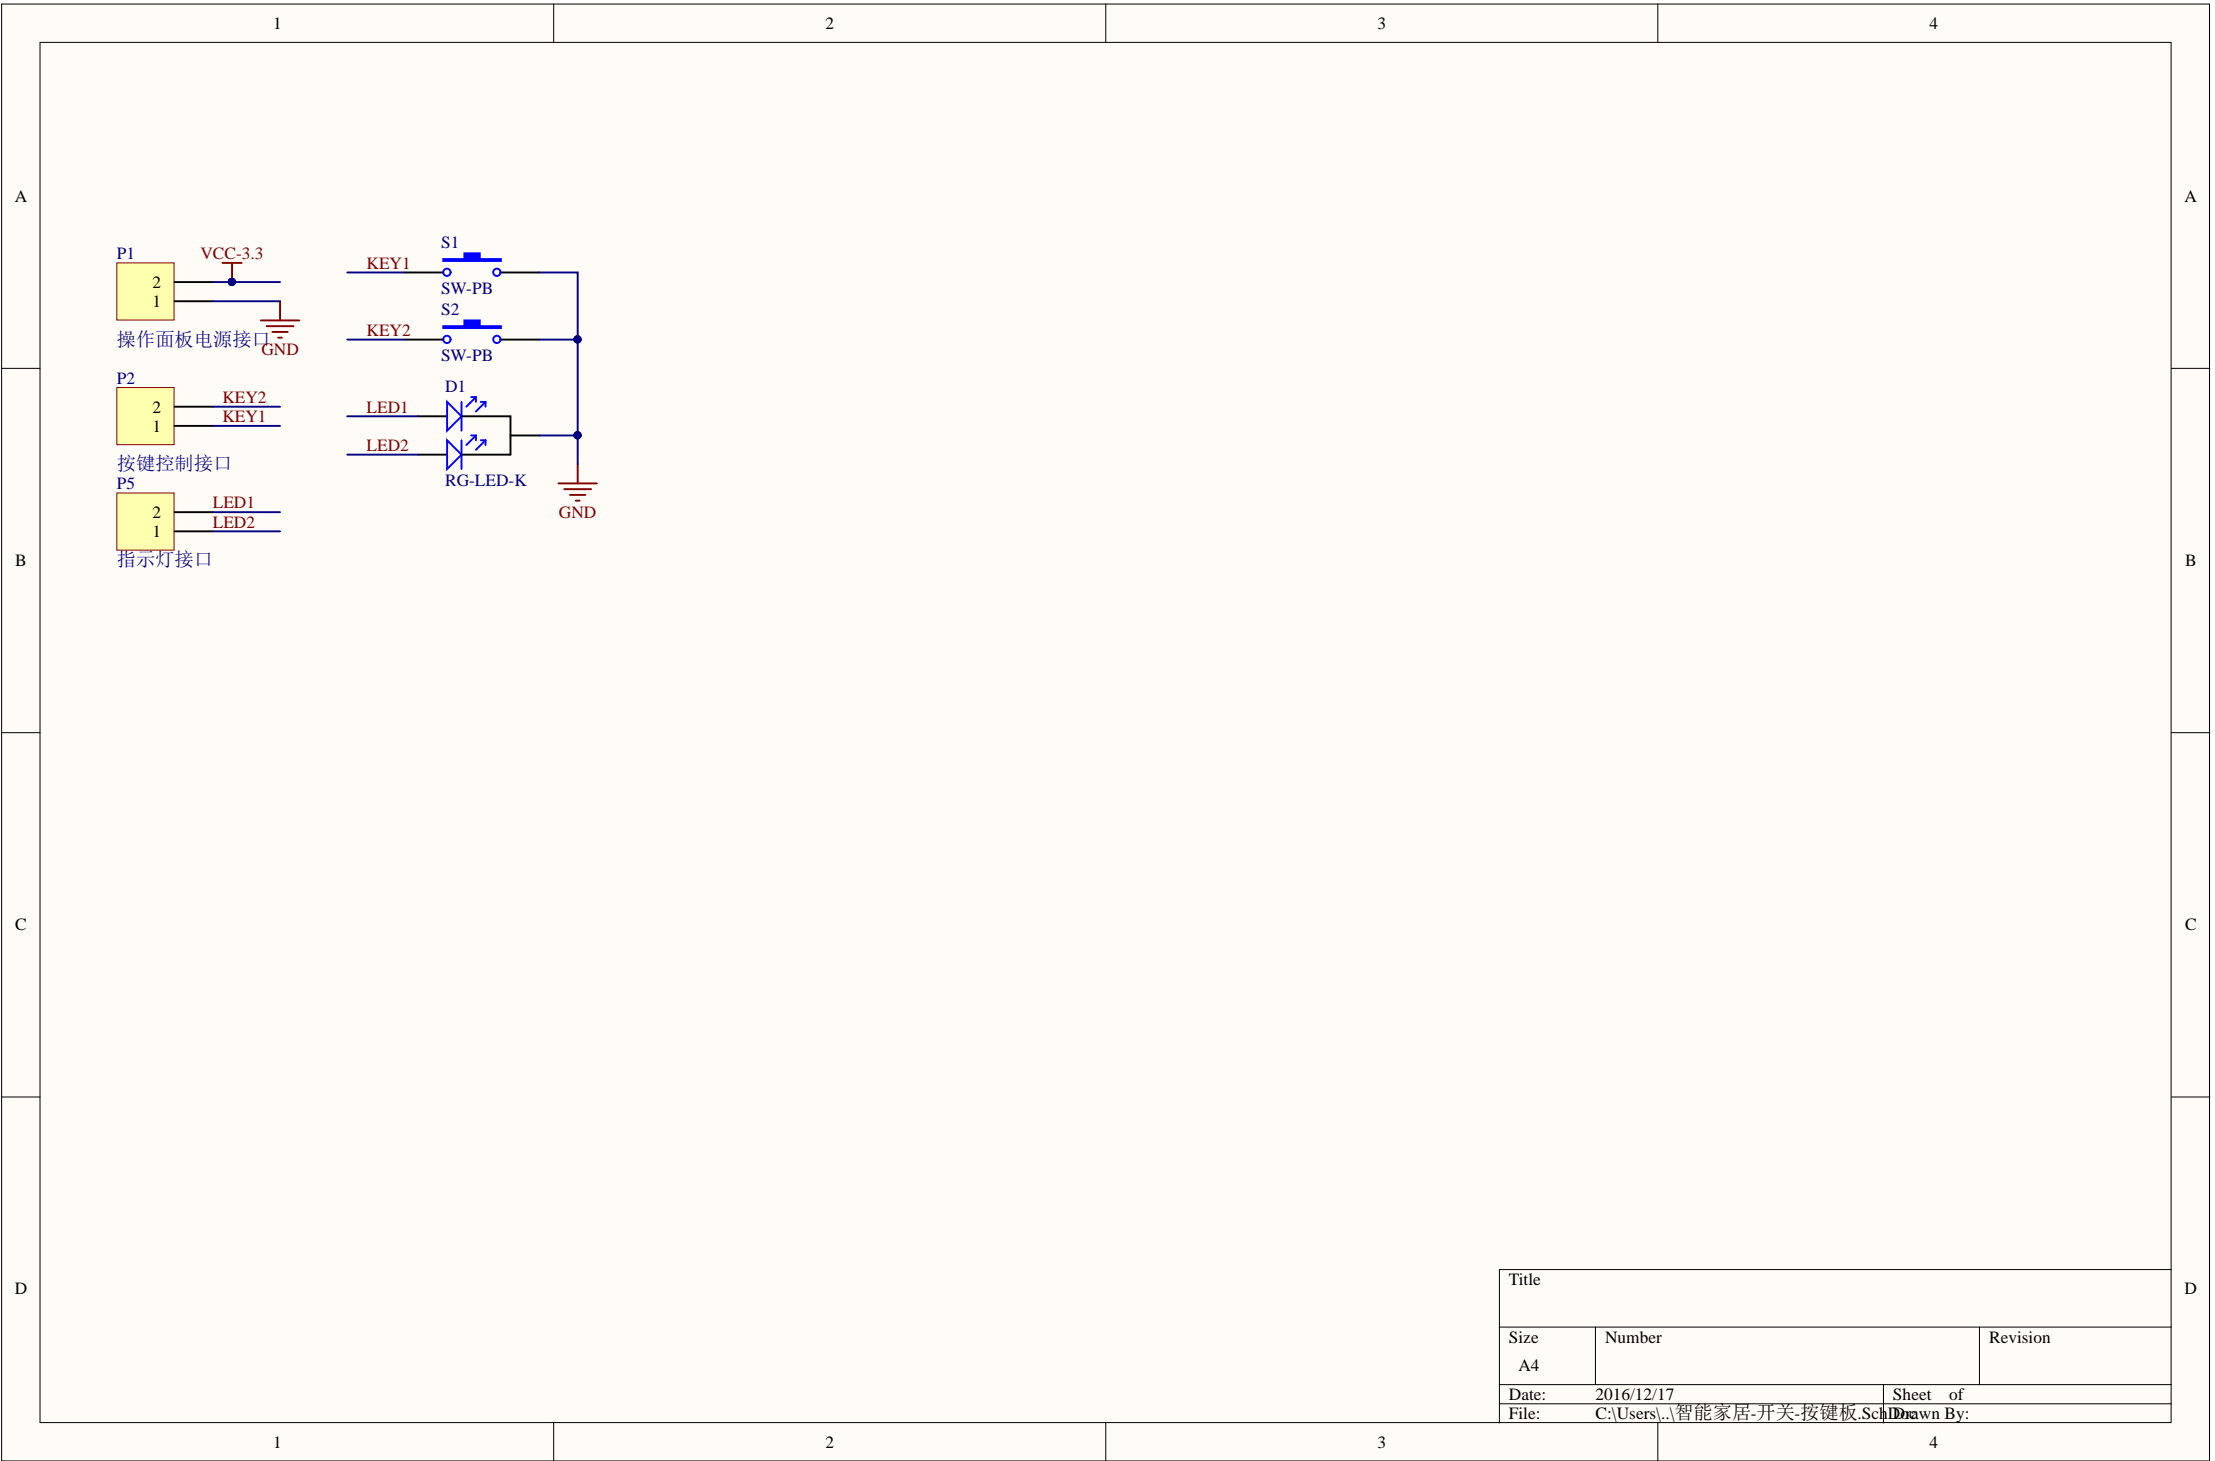 1 2 3 4
A A
P1
VCC-3.3
2
1
操作面板电源接口
GND
P2
2 KEY2
1 KEY1
按键控制接口
P5
2 LED1
1 LED2
指示灯接口
S1
KEY1
SW-PB
S2
KEY2
SW-PB
D1
LED1
LED2
RG-LED-K
GND
B B
C C
D D
Title
Size Number Revision
A4
Date: 2016/12/17 Sheet of
File: C:\Users\..\智能家居-开关-按键板.SchDoc Drawn By:
1 2 3 4